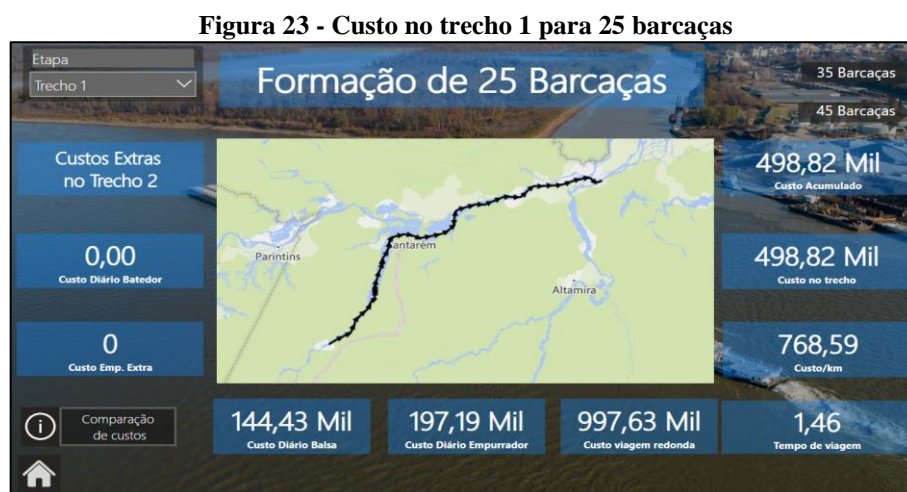 Figura 23 - Custo no trecho 1 para 25 barcaças
Etapa
Trecho 1
Formação de 25 Barcaças
35 Barcaças
45 Barcaças
Custos Extras
no Trecho 2
0,00
Custo Diário Batedor
0
Custo Emp. Extra
Comparação
de custos
Parintins
antarém
Altamira
498,82 Mil
Custo Acumulado
498,82 Mil
Custo no trecho
768,59
Custo/km
144,43 Mil
Custo Diário Balsa
197,19 Mil
Custo Diário Empurrador
997,63 Mil
Custo viagem redonda
1,46
Tempo de viagem